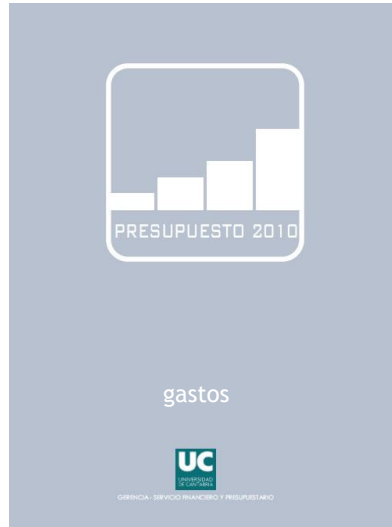 PRESUPUESTO 2010
gastos
UC
UNIVERSIDAD
DE CANTABRIA
GERENCIA - SERVICIO FINANCIERO Y PRESUPUESTARIO